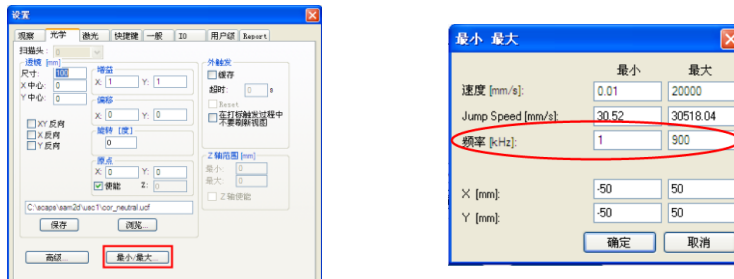 设置
观察 光学 激光 快捷键 一般 IO 用户级 Report
扫描头: 0
透镜 [mm]
尺寸: 100
X 中心: 0
Y 中心: 0
XY 反向
X 反向
Y 反向
增益
X: 1 Y: 1
偏移
X: 0 Y: 0
旋转 [度]
0
原点
X: 0 Y: 0
使能 Z: 0
外触发
缓存
超时: 0 s
Reset
在打标触发过程中
不要刷新视图
Z 轴范围 [mm]
最小: 0
最大: 0
Z 轴使能
C:\scaps\sam2d\usc1\cor_neutral.ucf
保存 浏览...
高级... 最小/最大...
最小 最大
最小 最大
速度 [mm/s]: 0.01 20000
Jump Speed [mm/s]: 30.52 30518.04
频率 [kHz]: 1 900
X [mm]: -50 50
Y [mm]: -50 50
确定 取消